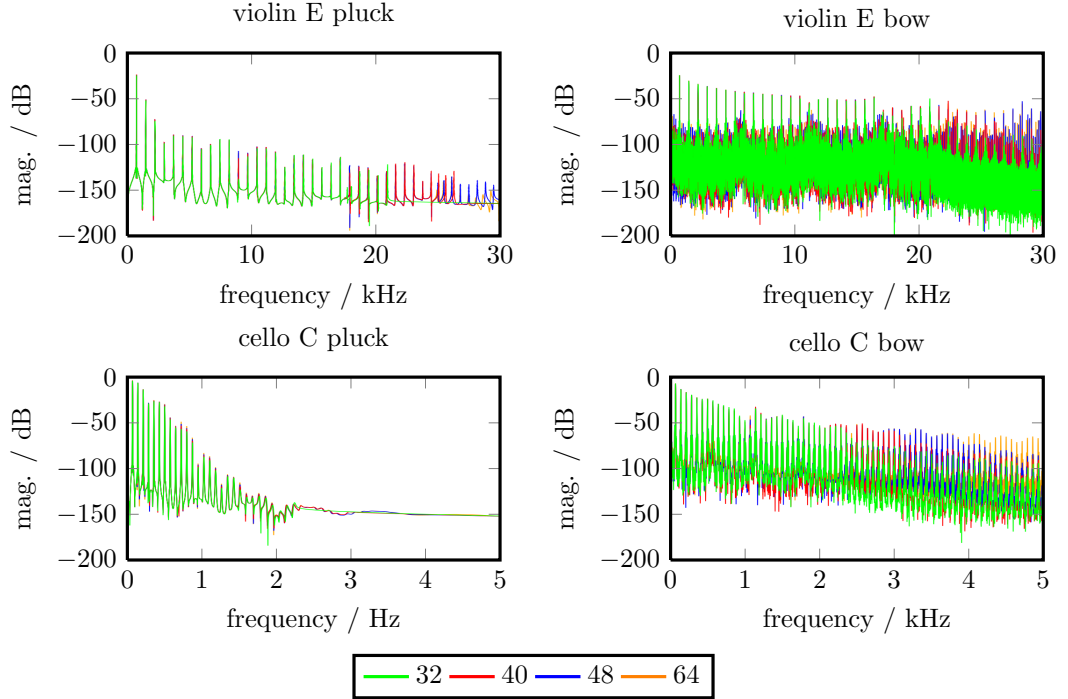 violin E pluck
violin E bow
0
−50
−100
−150
−200
mag. / dB
0 10 20 30
frequency / kHz
0
−50
−100
−150
−200
mag. / dB
0 10 20 30
frequency / kHz
cello C pluck
cello C bow
0
−50
−100
−150
−200
mag. / dB
0 1 2 3 4 5
frequency / Hz
0
−50
−100
−150
−200
mag. / dB
0 1 2 3 4 5
frequency / kHz
32 40 48 64